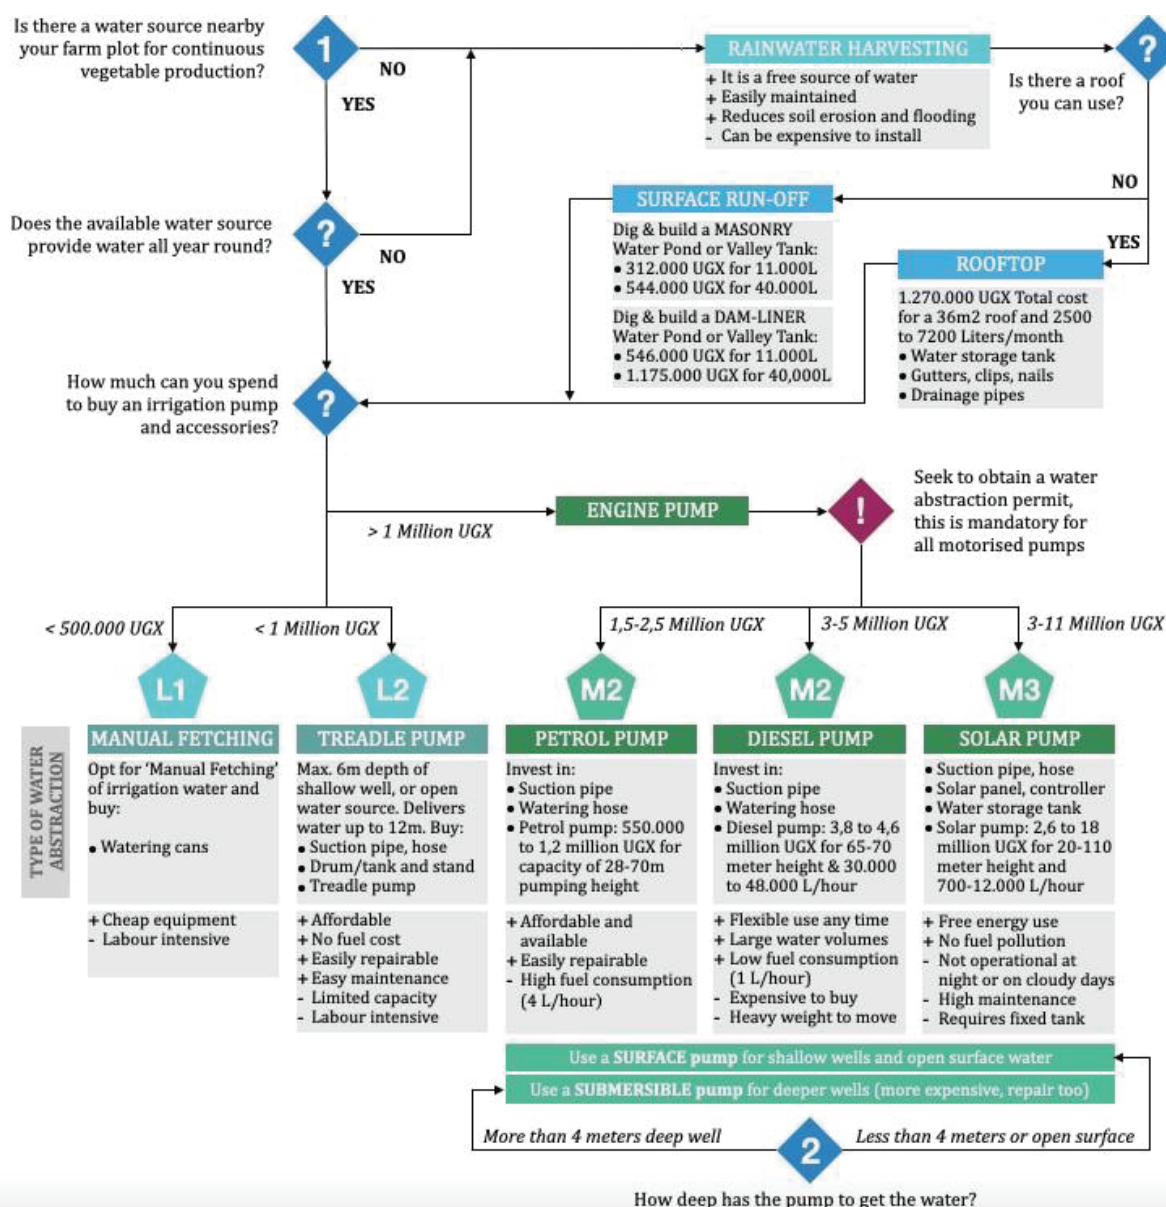 Is there a water source nearby
your farm plot for continuous
vegetable production?
1
NO
YES
RAINWATER HARVESTING
+ It is a free source of water
+ Easily maintained
+ Reduces soil erosion and flooding
- Can be expensive to install
?
Is there a roof
you can use?
NO
YES
Does the available water source
provide water all year round?
?
NO
YES
SURFACE RUN-OFF
Dig & build a MASONRY
Water Pond or Valley Tank:
• 312.000 UGX for 11.000L
• 544.000 UGX for 40.000L
Dig & build a DAM-LINER
Water Pond or Valley Tank:
• 546.000 UGX for 11.000L
• 1.175.000 UGX for 40,000L
ROOFTOP
1.270.000 UGX Total cost
for a 36m2 roof and 2500
to 7200 Liters/month
• Water storage tank
• Gutters, clips, nails
• Drainage pipes
How much can you spend
to buy an irrigation pump
and accessories?
?
> 1 Million UGX
ENGINE PUMP
!
Seek to obtain a water
abstraction permit,
this is mandatory for
all motorised pumps
< 500.000 UGX
< 1 Million UGX
1,5-2,5 Million UGX
3-5 Million UGX
3-11 Million UGX
L1
L2
M2
M2
M3
TYPE OF WATER
ABSTRACTION
MANUAL FETCHING
Opt for 'Manual Fetching'
of irrigation water and
buy:
• Watering cans
+ Cheap equipment
- Labour intensive
TREADLE PUMP
Max. 6m depth of
shallow well, or open
water source. Delivers
water up to 12m. Buy:
• Suction pipe, hose
• Drum/tank and stand
• Treadle pump
+ Affordable
+ No fuel cost
+ Easily repairable
+ Easy maintenance
- Limited capacity
- Labour intensive
PETROL PUMP
Invest in:
• Suction pipe
• Watering hose
• Petrol pump: 550.000
to 1,2 million UGX for
capacity of 28-70m
pumping height
+ Affordable and
available
+ Easily repairable
- High fuel consumption
(4 L/hour)
DIESEL PUMP
Invest in:
• Suction pipe
• Watering hose
• Diesel pump: 3,8 to 4,6
million UGX for 65-70
meter height & 30.000
to 48.000 L/hour
+ Flexible use any time
+ Large water volumes
+ Low fuel consumption
(1 L/hour)
- Expensive to buy
- Heavy weight to move
SOLAR PUMP
• Suction pipe, hose
• Solar panel, controller
• Water storage tank
• Solar pump: 2,6 to 18
million UGX for 20-110
meter height and
700-12.000 L/hour
+ Free energy use
+ No fuel pollution
- Not operational at
night or on cloudy days
- High maintenance
- Requires fixed tank
Use a SURFACE pump for shallow wells and open surface water
Use a SUBMERSIBLE pump for deeper wells (more expensive, repair too)
More than 4 meters deep well
2
Less than 4 meters or open surface
How deep has the pump to get the water?